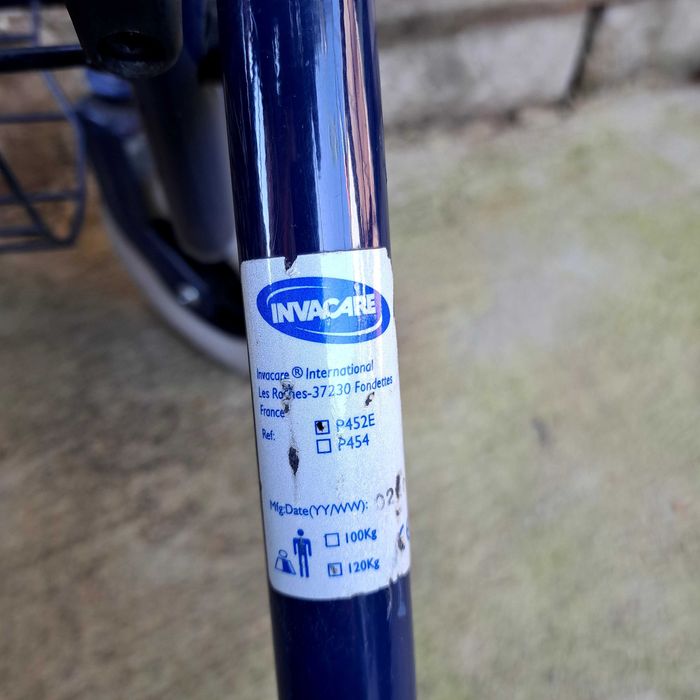 INVACARE
Invacare ® International
Les Roches-37230 Fondettes
France
P452E
Ref:
P454
Mfg.Date(YY/WW):
100Kg
120Kg